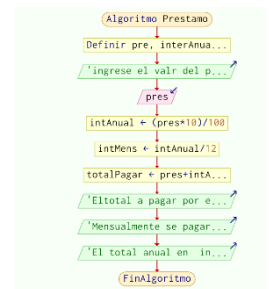 Algoritmo Prestamo
Definir pre, interAnua...
'ingrese el valr del p...
pres
intAnual ← (pres*10)/100
intMens ← intAnual/12
totalPagar ← pres+intA...
'Eltotal a pagar por e...
'Mensualmente se pagar...
'El total anual en in...
FinAlgoritmo